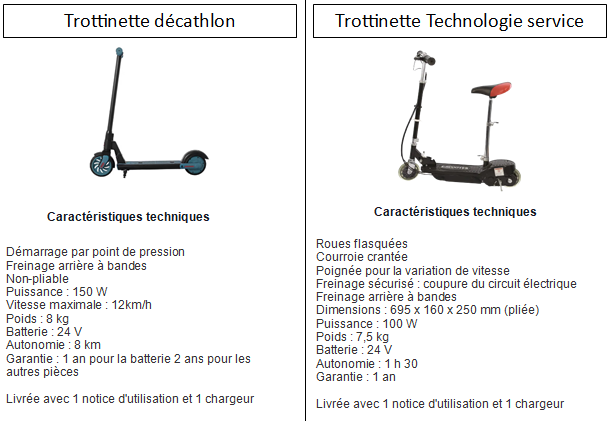 Trottinette décathlon
Caractéristiques techniques
Démarrage par point de pression
Freinage arrière à bandes
Non-pliable
Puissance : 150 W
Vitesse maximale : 12km/h
Poids : 8 kg
Batterie : 24 V
Autonomie : 8 km
Garantie : 1 an pour la batterie 2 ans pour les
autres pièces
Livrée avec 1 notice d'utilisation et 1 chargeur
Trottinette Technologie service
Caractéristiques techniques
Roues flasquées
Courroie crantée
Poignée pour la variation de vitesse
Freinage sécurisé : coupure du circuit électrique
Freinage arrière à bandes
Dimensions : 695 x 160 x 250 mm (pliée)
Puissance : 100 W
Poids : 7,5 kg
Batterie : 24 V
Autonomie : 1 h 30
Garantie : 1 an
Livrée avec 1 notice d'utilisation et 1 chargeur